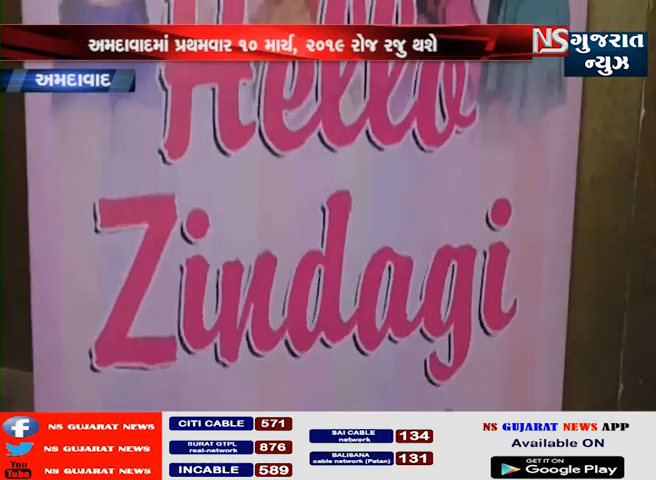 અમદાવાદમાં પ્રથમવાર ૧૦ માર્ચ, ૨૦૧૯ રોજ રજુ થશે
NS ગુજરાત
ન્યુઝ
અમદાવાદ
Hello
Zindagi
f NS GUJARAT NEWS
NS GUJARAT NEWS
You Tube NS GUJARAT NEWS
CITI CABLE 571
SURAT GTPL real-network 876
INCABLE 589
SAI CABLE network 134
BALISANA cable network (Patan) 131
NS GUJARAT NEWS APP
Available ON
GET IT ON
Google Play